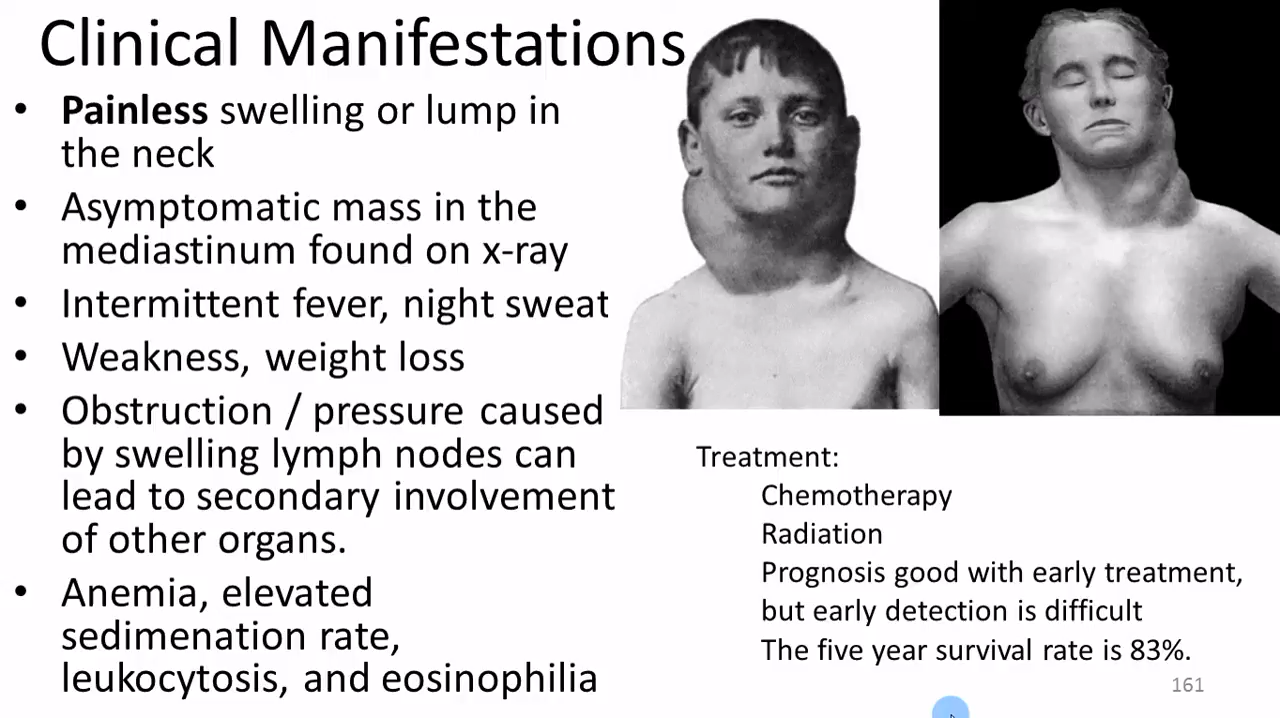 Clinical Manifestations
• Painless swelling or lump in
the neck
• Asymptomatic mass in the
mediastinum found on x-ray
• Intermittent fever, night sweat
• Weakness, weight loss
• Obstruction / pressure caused
by swelling lymph nodes can
lead to secondary involvement
of other organs.
• Anemia, elevated
sedimenation rate,
leukocytosis, and eosinophilia
Treatment:
Chemotherapy
Radiation
Prognosis good with early treatment,
but early detection is difficult
The five year survival rate is 83%.
161